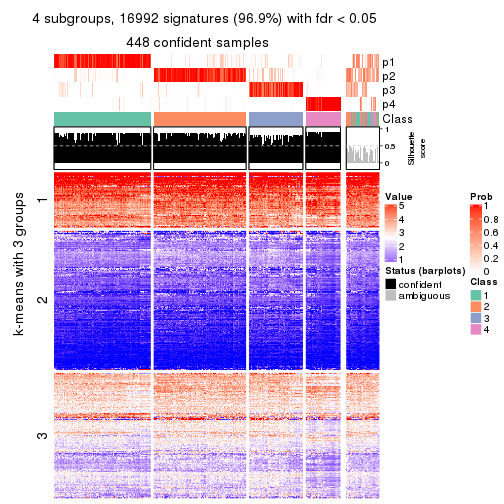 4 subgroups, 16992 signatures (96.9%) with fdr < 0.05
448 confident samples
p1
p2
p3
p4
Class
1
0.5
0
Silhouette
score
k-means with 3 groups
1
2
3
Value
5
4
3
2
1
Status (barplots)
confident
ambiguous
Prob
1
0.8
0.6
0.4
0.2
0
Class
1
2
3
4